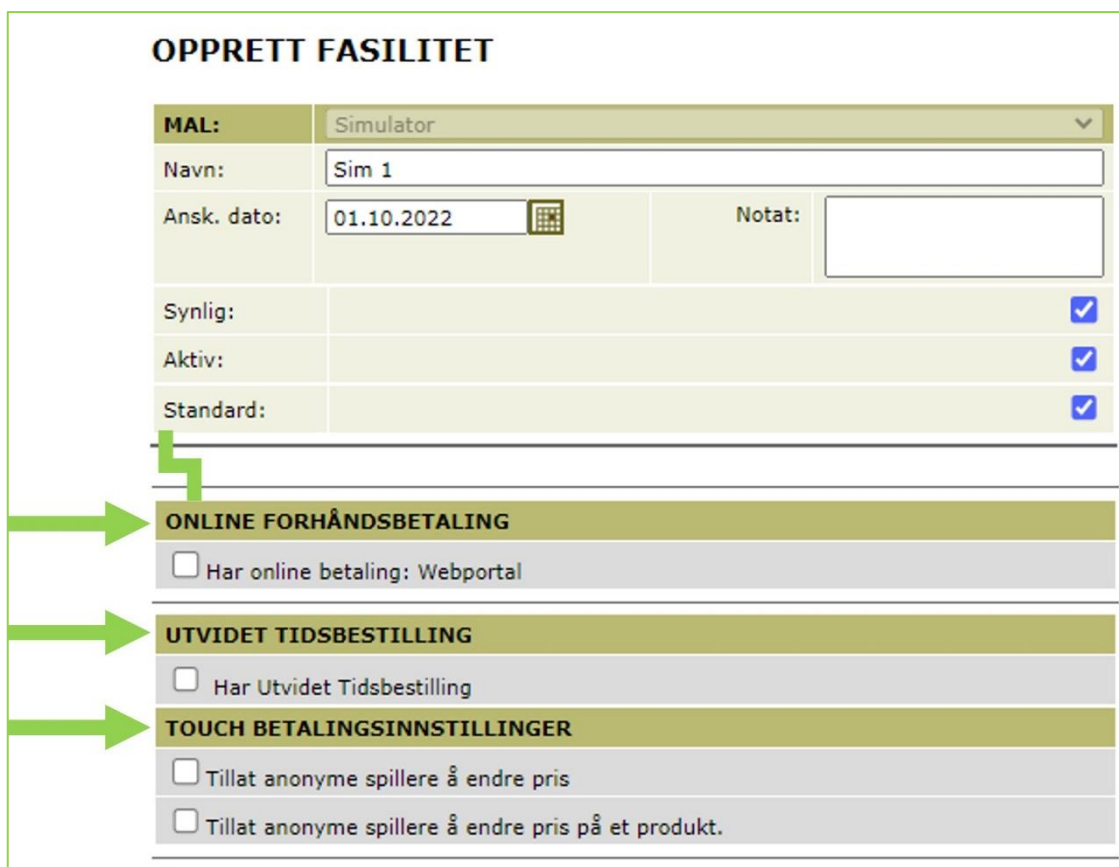 OPPRETT FASILITET
MAL: Simulator
Navn: Sim 1
Ansk. dato: 01.10.2022 Notat:
Synlig:
Aktiv:
Standard:
ONLINE FORHÅNDSBETALING
Har online betaling: Webportal
UTVIDET TIDSBESTILLING
Har Utvidet Tidsbestilling
TOUCH BETALINGSINNSTILLINGER
Tillat anonyme spillere å endre pris
Tillat anonyme spillere å endre pris på et produkt.